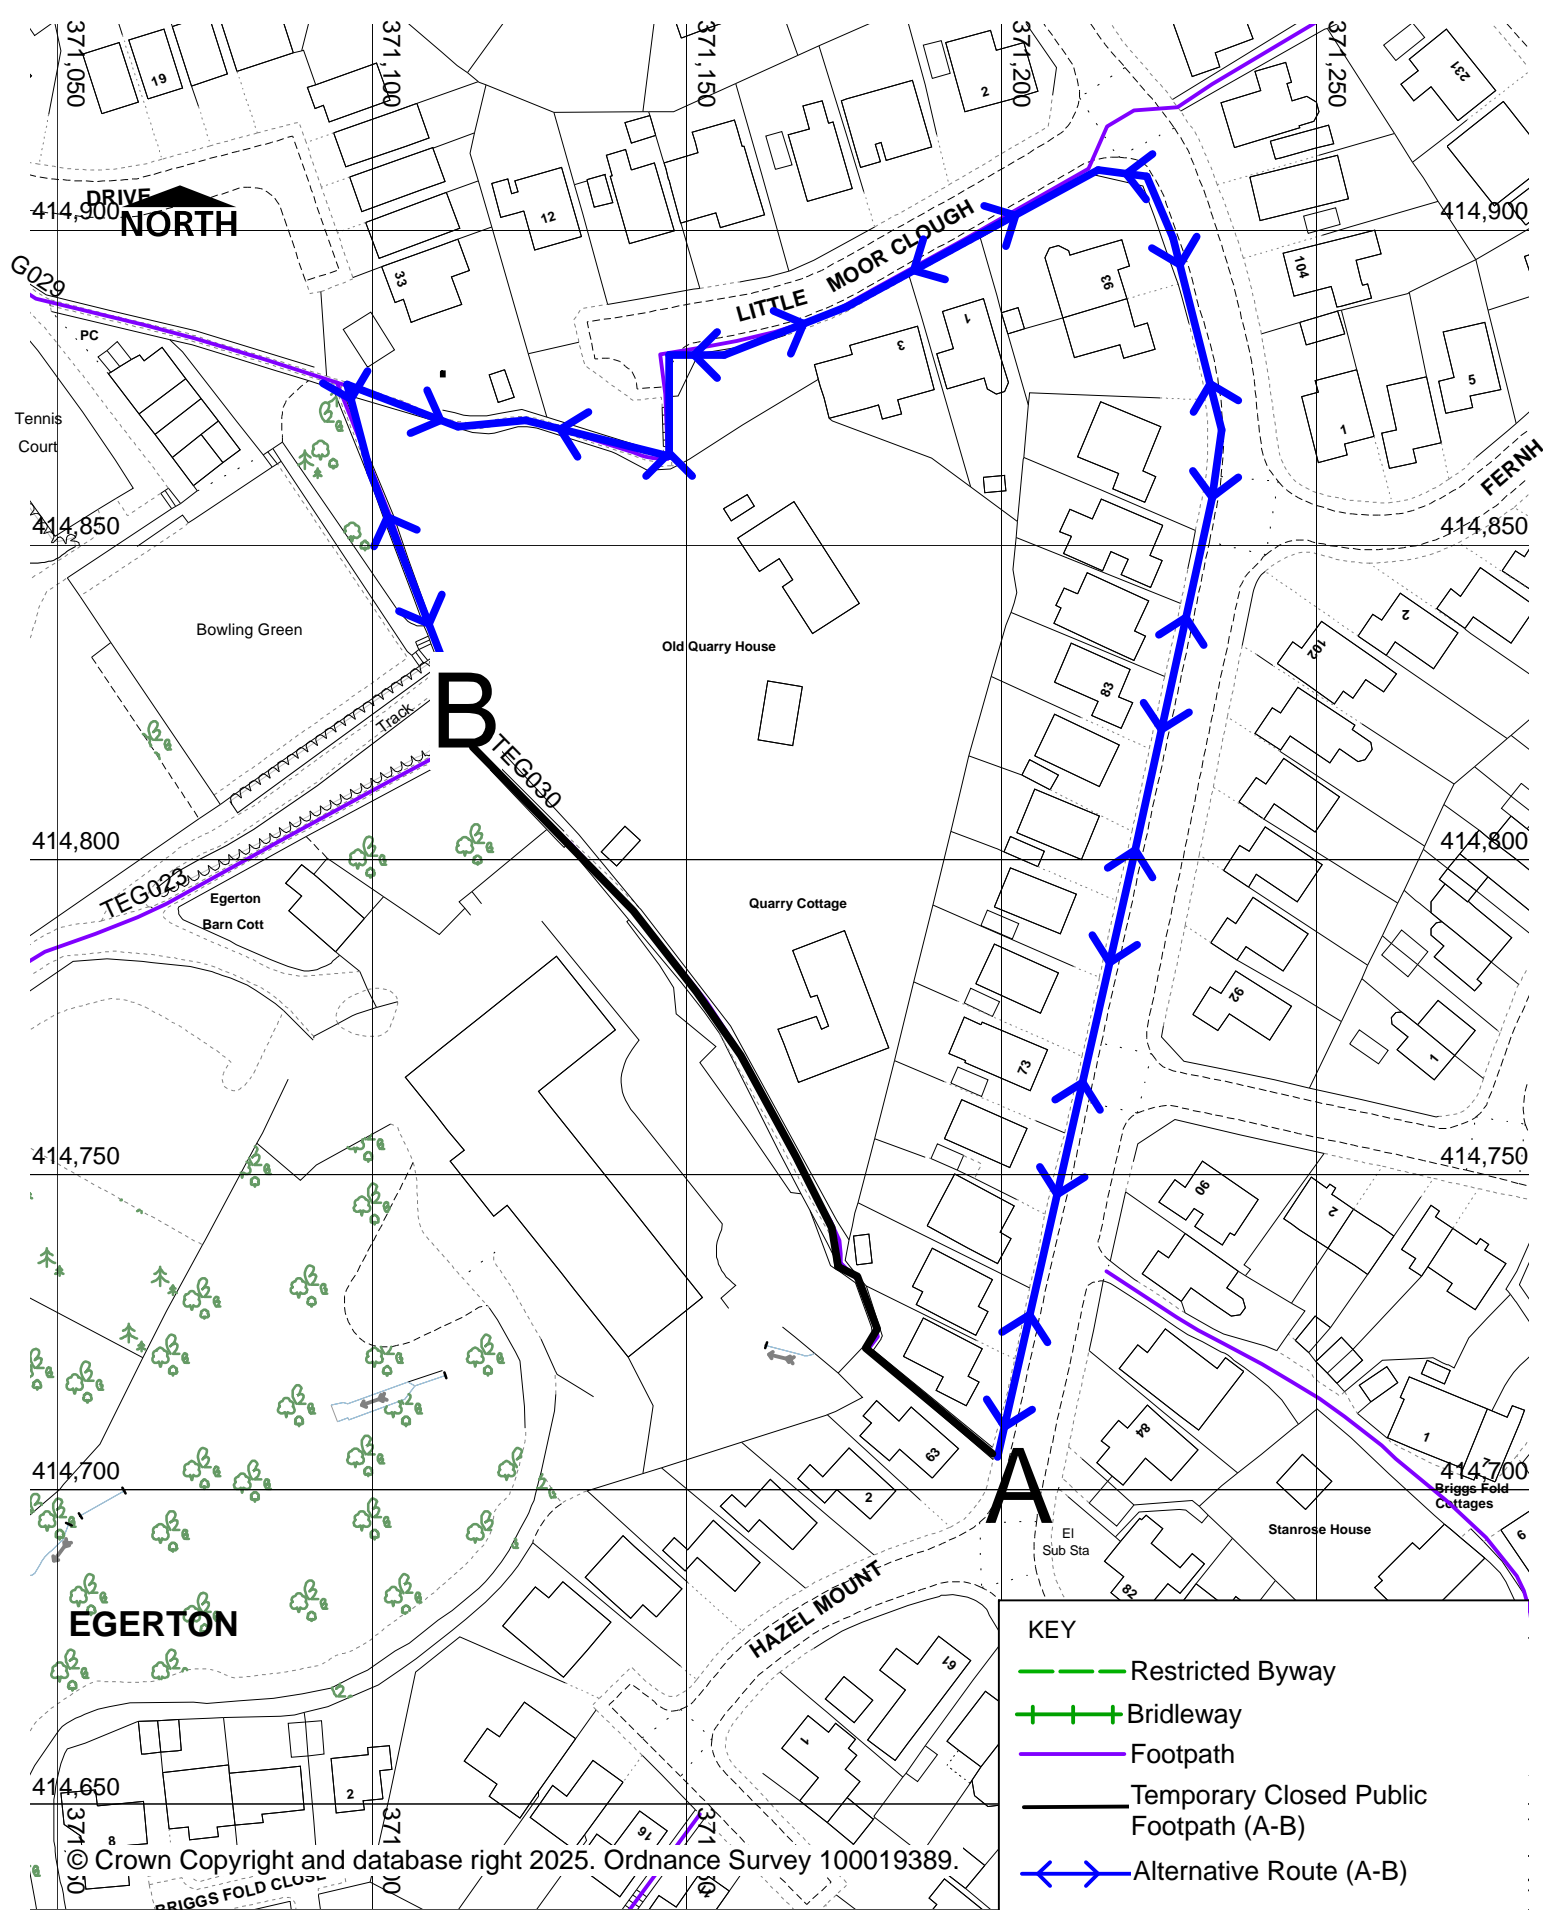 371,050
371,100
371,150
371,200
371,250
19
2
231
DRIVE
NORTH
414,900
414,900
12
33
LITTLE MOOR CLOUGH
93
104
G029
PC
1
3
5
1
Tennis
Court
FERNH
414,850
414,850
Bowling Green
Old Quarry House
2
102
83
Track
B
TEG030
414,800
414,800
TEG023
Egerton
Barn Cott
Quarry Cottage
92
73
1
414,750
414,750
90
2
84
1
63
2
414,700
414,700
A
Briggs Fold
Cottages
El
Sub Sta
Stanrose House
9
82
HAZEL MOUNT
EGERTON
61
1
KEY
Restricted Byway
Bridleway
Footpath
Temporary Closed Public
Footpath (A-B)
Alternative Route (A-B)
414,650
2
8
16
371,100
© Crown Copyright and database right 2025. Ordnance Survey 100019389.
BRIGGS FOLD CLOSE